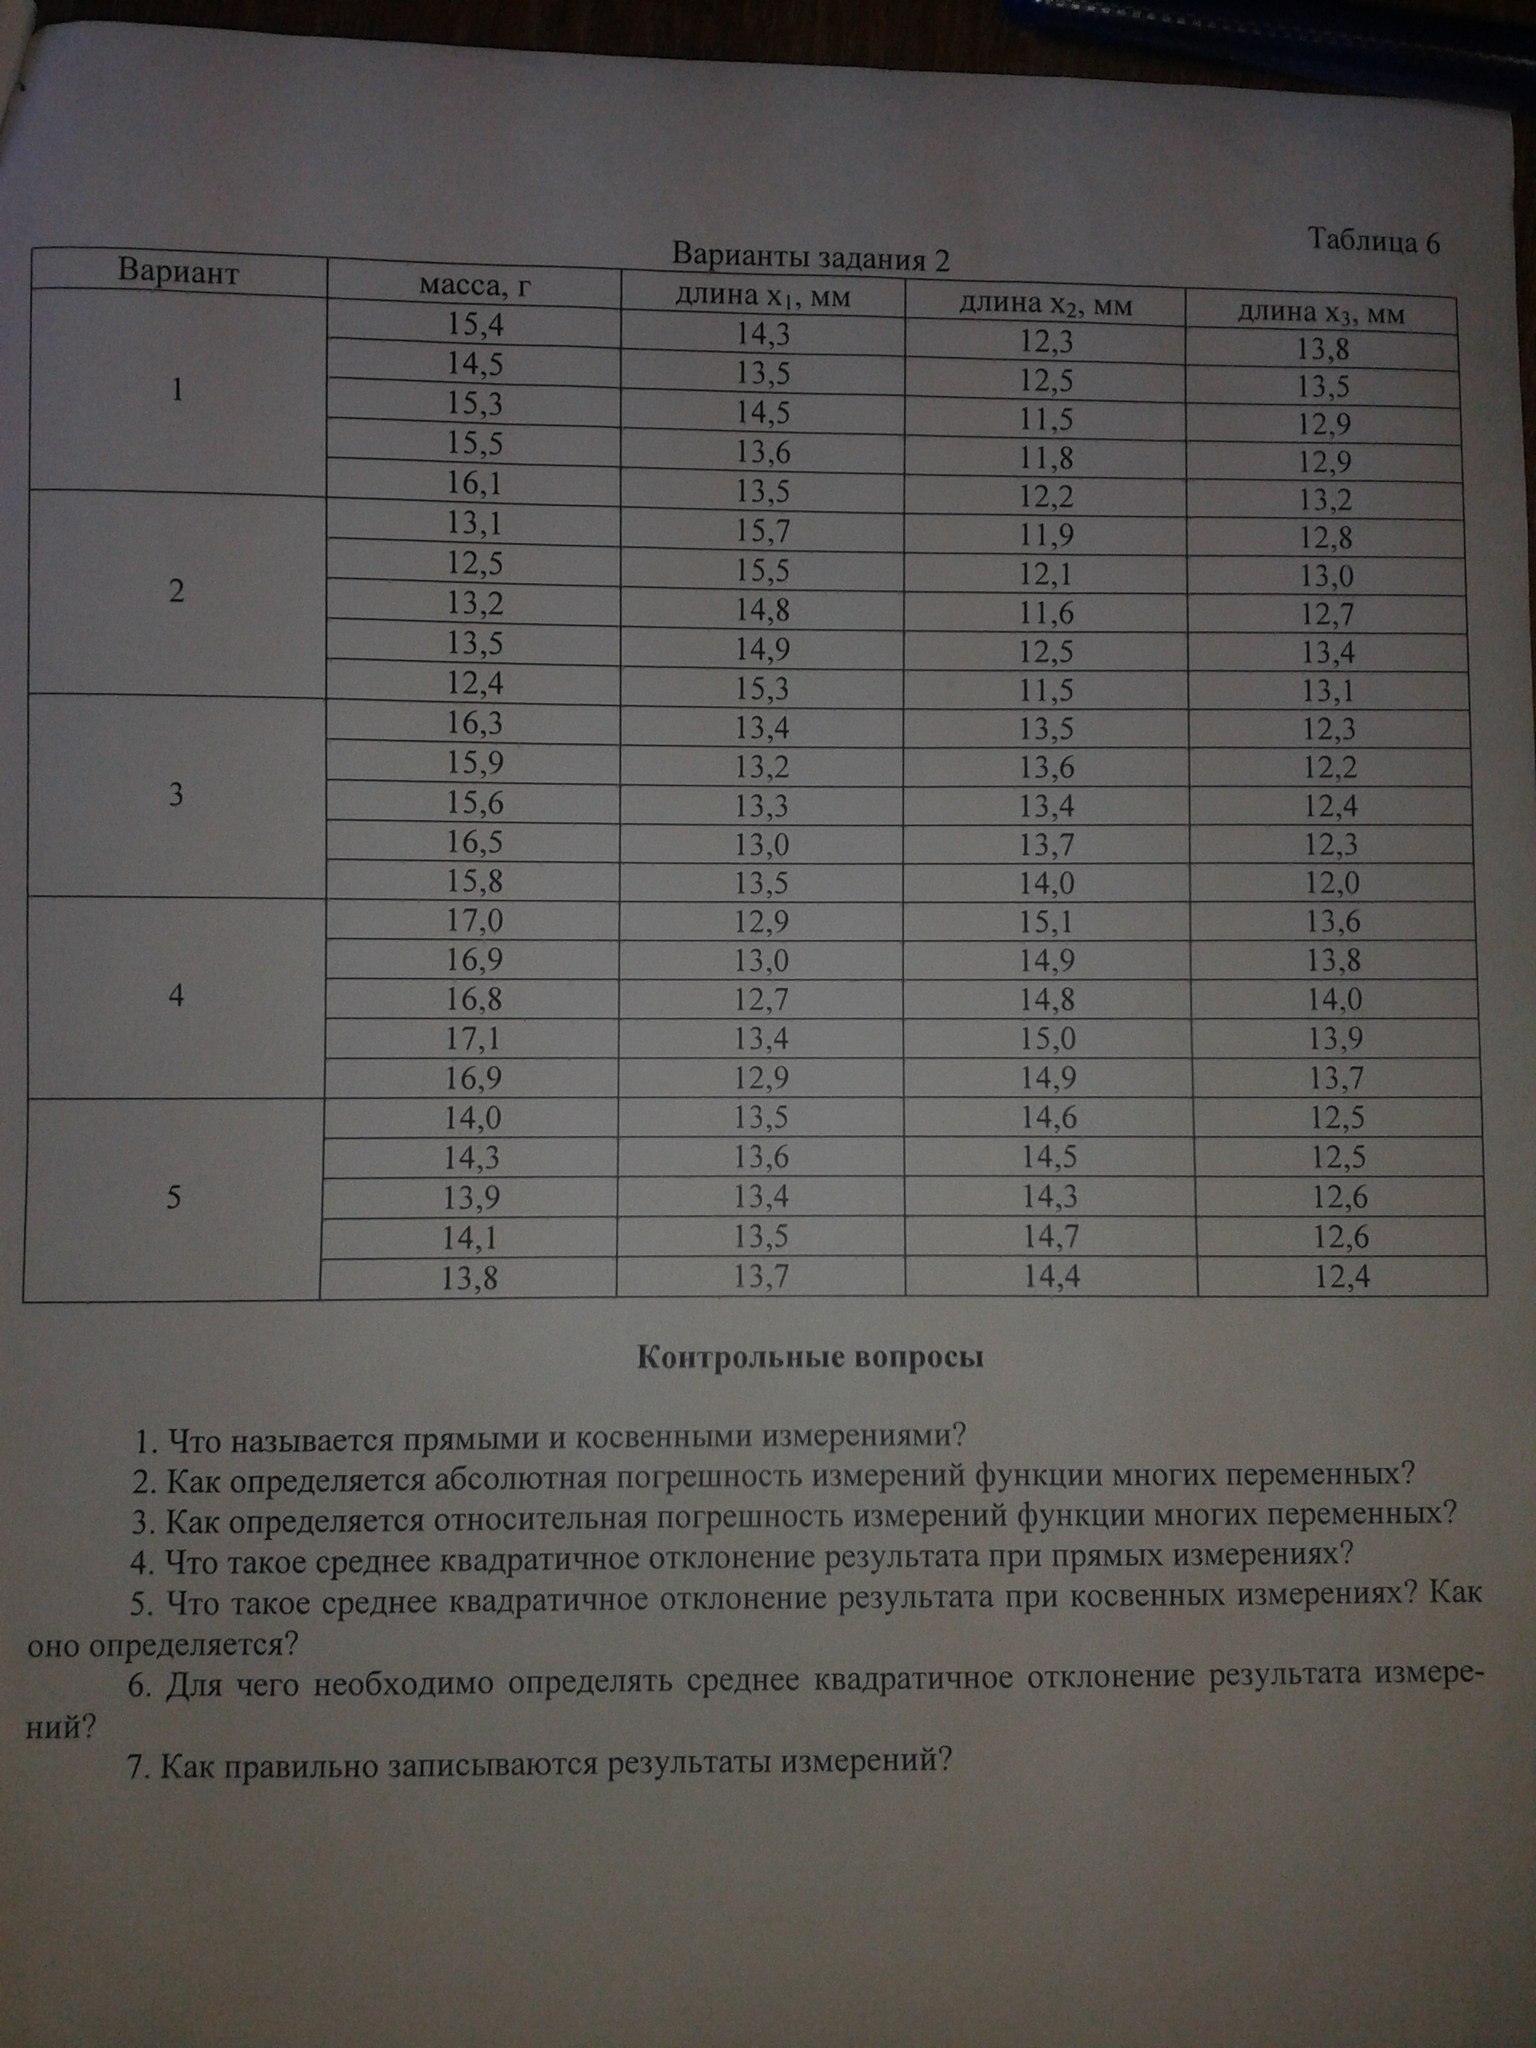 Таблица 6
Варианты задания 2
Вариант масса, г длина x₁, мм длина x₂, мм длина x₃, мм
1
15,4 14,3 12,3 13,8
14,5 13,5 12,5 13,5
15,3 14,5 11,5 12,9
15,5 13,6 11,8 12,9
16,1 13,5 12,2 13,2
2
13,1 15,7 11,9 12,8
12,5 15,5 12,1 13,0
13,2 14,8 11,6 12,7
13,5 14,9 12,5 13,4
12,4 15,3 11,5 13,1
3
16,3 13,4 13,5 12,3
15,9 13,2 13,6 12,2
15,6 13,3 13,4 12,4
16,5 13,0 13,7 12,3
15,8 13,5 14,0 12,0
4
17,0 12,9 15,1 13,6
16,9 13,0 14,9 13,8
16,8 12,7 14,8 14,0
17,1 13,4 15,0 13,9
16,9 12,9 14,9 13,7
5
14,0 13,5 14,6 12,5
14,3 13,6 14,5 12,5
13,9 13,4 14,3 12,6
14,1 13,5 14,7 12,6
13,8 13,7 14,4 12,4
Контрольные вопросы
1. Что называется прямыми и косвенными измерениями?
2. Как определяется абсолютная погрешность измерений функции многих переменных?
3. Как определяется относительная погрешность измерений функции многих переменных?
4. Что такое среднее квадратичное отклонение результата при прямых измерениях?
5. Что такое среднее квадратичное отклонение результата при косвенных измерениях? Как
оно определяется?
6. Для чего необходимо определять среднее квадратичное отклонение результата измере-
ний?
7. Как правильно записываются результаты измерений?